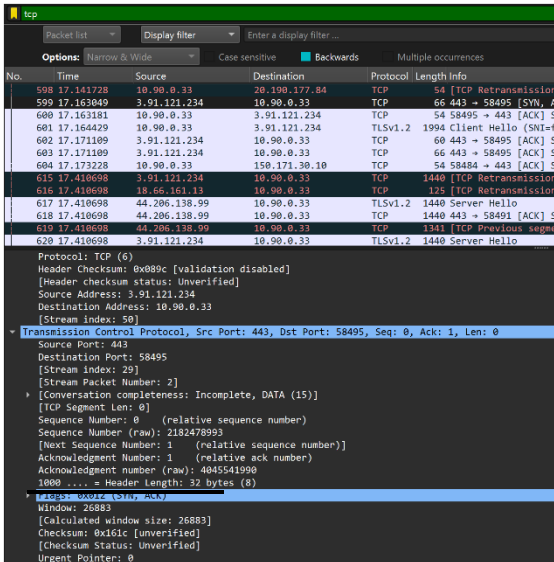 tcp
Packet list Display filter Enter a display filter ...
Options: Narrow & Wide Case sensitive Backwards Multiple occurrences
No. Time Source Destination Protocol Length Info
598 17.141728 10.90.0.33 20.190.177.84 TCP 54 [TCP Retransmission
599 17.163049 3.91.121.234 10.90.0.33 TCP 66 443 → 58495 [SYN, A
600 17.163181 10.90.0.33 3.91.121.234 TCP 54 58495 → 443 [ACK] S
601 17.164429 10.90.0.33 3.91.121.234 TLSv1.2 1994 Client Hello (SNI=
602 17.171109 3.91.121.234 10.90.0.33 TCP 60 443 → 58495 [ACK] S
603 17.171109 3.91.121.234 10.90.0.33 TCP 66 443 → 58495 [ACK] S
604 17.173228 10.90.0.33 150.171.30.10 TCP 54 58484 → 443 [ACK] S
615 17.410698 3.91.121.234 10.90.0.33 TCP 1440 [TCP Retransmission
616 17.410698 18.66.161.13 10.90.0.33 TCP 125 [TCP Retransmission
617 17.410698 44.206.138.99 10.90.0.33 TLSv1.2 1440 Server Hello
618 17.410698 44.206.138.99 10.90.0.33 TCP 1440 443 → 58491 [ACK] S
619 17.410698 44.206.138.99 10.90.0.33 TCP 1341 [TCP Previous segme
620 17.410698 3.91.121.234 10.90.0.33 TLSv1.2 1440 Server Hello
Protocol: TCP (6)
Header Checksum: 0x089c [validation disabled]
[Header checksum status: Unverified]
Source Address: 3.91.121.234
Destination Address: 10.90.0.33
[Stream index: 50]
Transmission Control Protocol, Src Port: 443, Dst Port: 58495, Seq: 0, Ack: 1, Len: 0
Source Port: 443
Destination Port: 58495
[Stream index: 29]
[Stream Packet Number: 2]
[Conversation completeness: Incomplete, DATA (15)]
[TCP Segment Len: 0]
Sequence Number: 0 (relative sequence number)
Sequence Number (raw): 2182478993
[Next Sequence Number: 1 (relative sequence number)]
Acknowledgment Number: 1 (relative ack number)
Acknowledgment number (raw): 4045541990
1000 .... = Header Length: 32 bytes (8)
Flags: 0x012 (SYN, ACK)
Window: 26883
[Calculated window size: 26883]
Checksum: 0x161c [unverified]
[Checksum Status: Unverified]
Urgent Pointer: 0